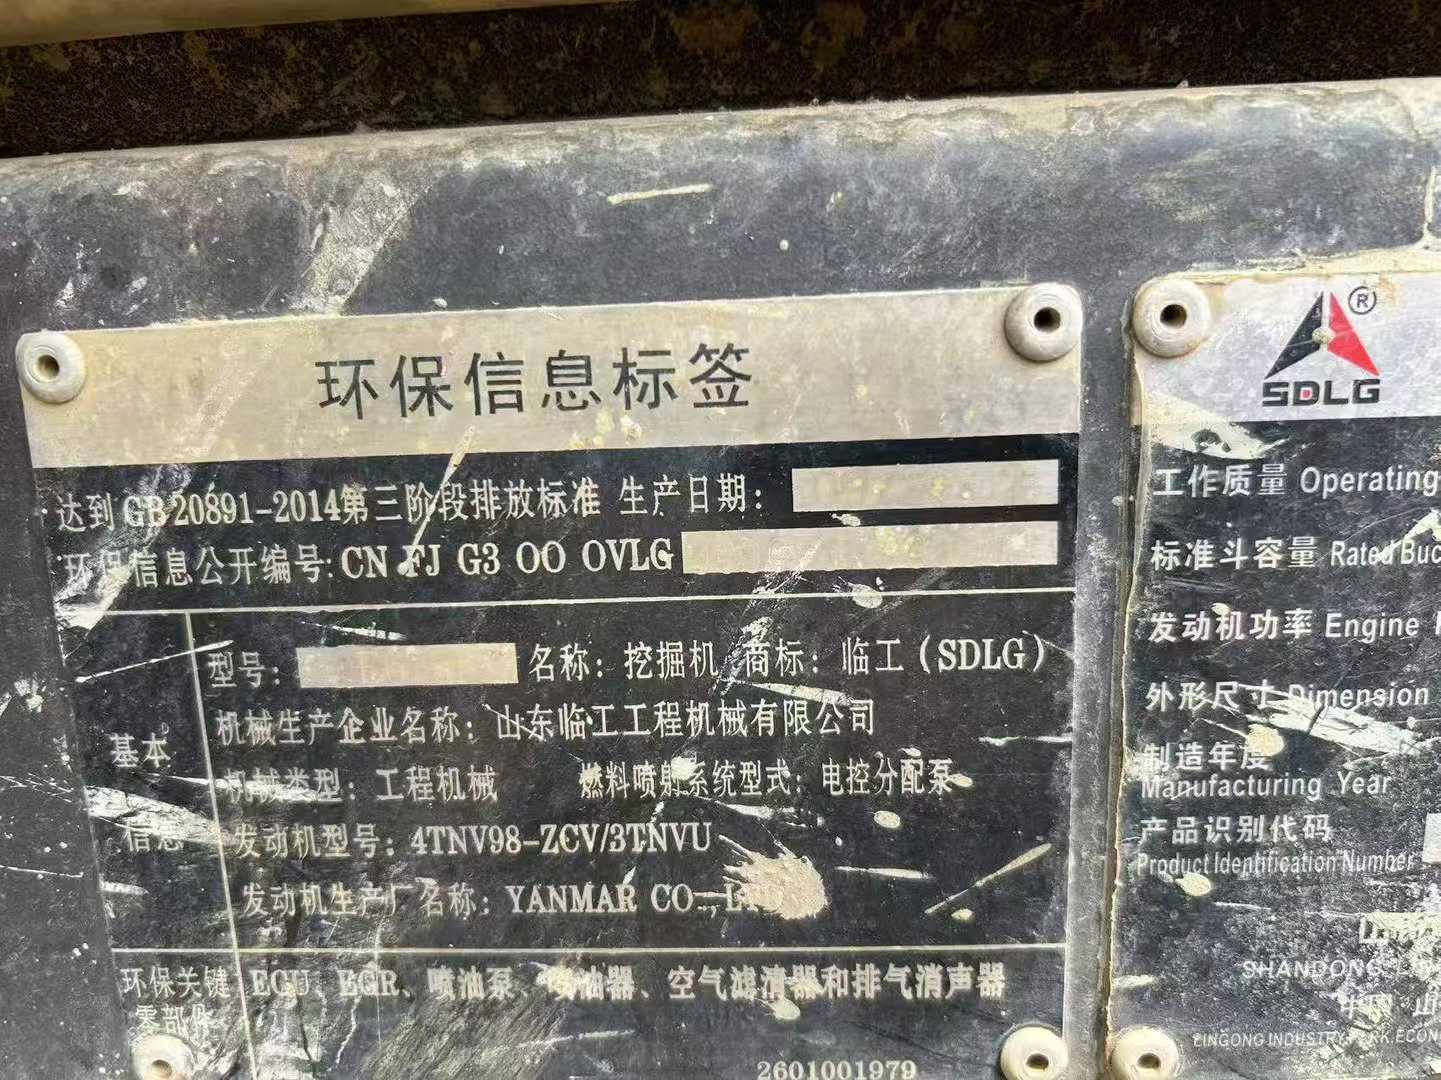 环保信息标签
达到GB20891-2014第三阶段排放标准 生产日期:
环保信息公开编号: CN FJ G3 00 0VLG
型号: 名称: 挖掘机 商标: 临工(SDLG)
机械生产企业名称: 山东临工工程机械有限公司
基本
机械类型: 工程机械 燃料喷射系统型式: 电控分配泵
信息
发动机型号: 4TNV98-ZCV/3TNVU
发动机生产厂名称: YANMAR CO.,LTD
环保关键
零部件
ECU、EGR、喷油泵、喷油器、空气滤清器和排气消声器
2601001979
®
SDLG
工作质量 Operating
标准斗容量 Rated Buc
发动机功率 Engine
外形尺寸 Dimension
制造年度
Manufacturing Year
产品识别代码
Product Identification Number
SHANDONG
LINGONG INDUSTRY PARK.ECON